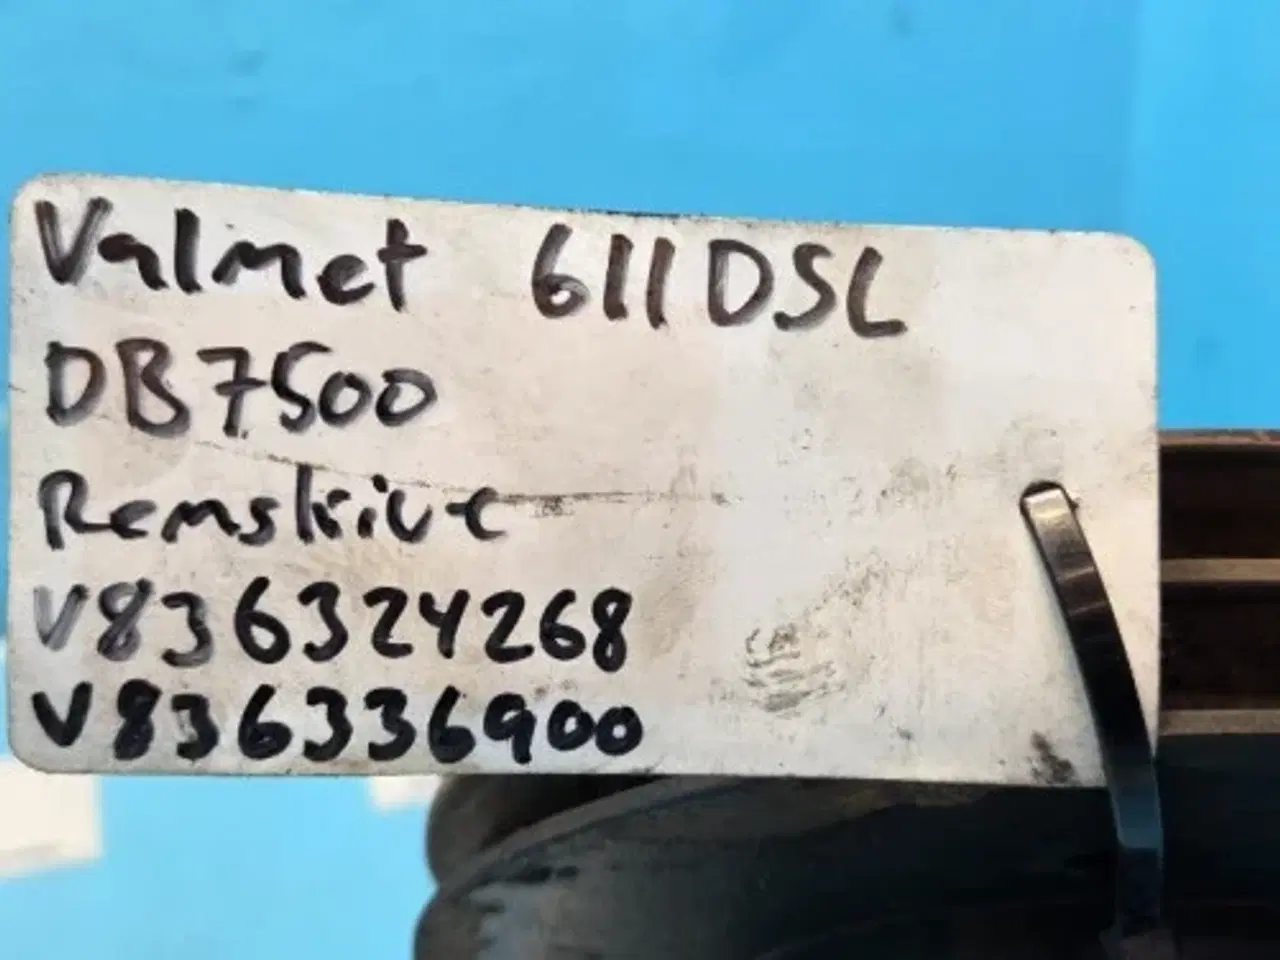 Valmet 611DSL
DB7500
Remskive
V836324268
V836336900